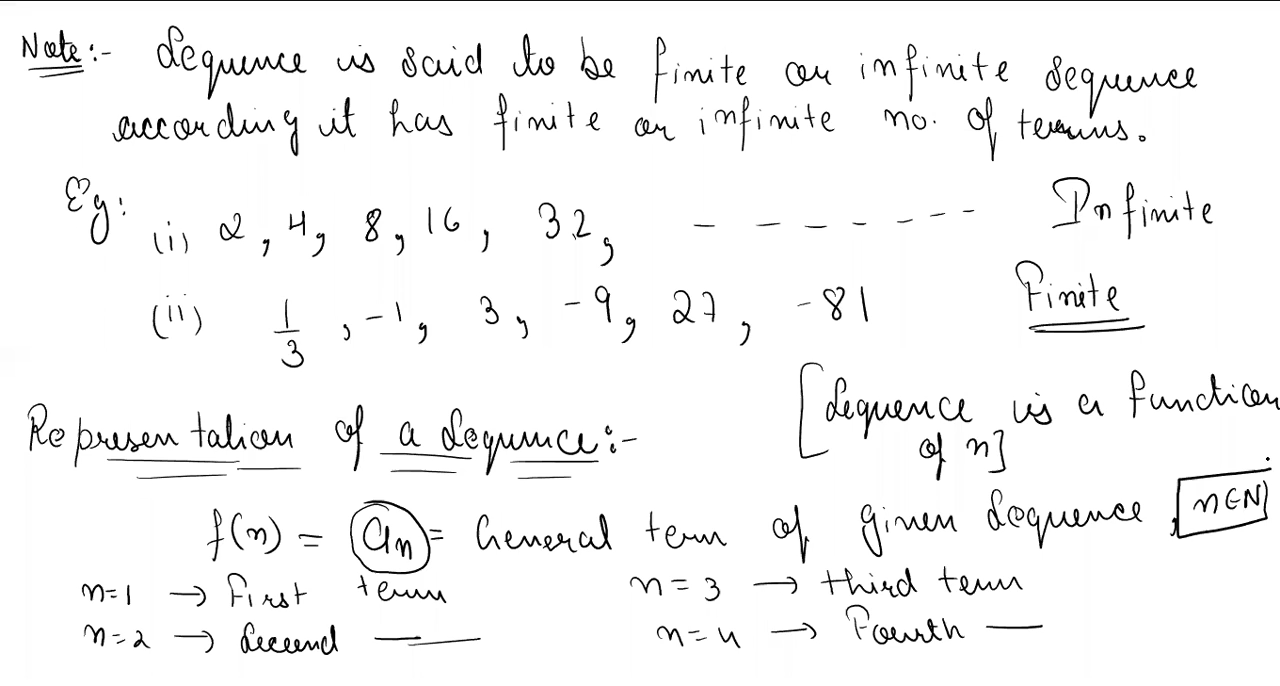 Note:- Sequence is said to be finite or infinite sequence
according it has finite or infinite no. of terms.
Eg: (i) 2, 4, 8, 16, 32, - - - - - - - Infinite
(ii) 1/3, -1, 3, -9, 27, -81 Finite
Representation of a Sequence:- [Sequence is a function
of n]
f(n) = an = General term of given Sequence, n∈N
n=1 → First term n=3 → third term
n=2 → Second — n=4 → Fourth —